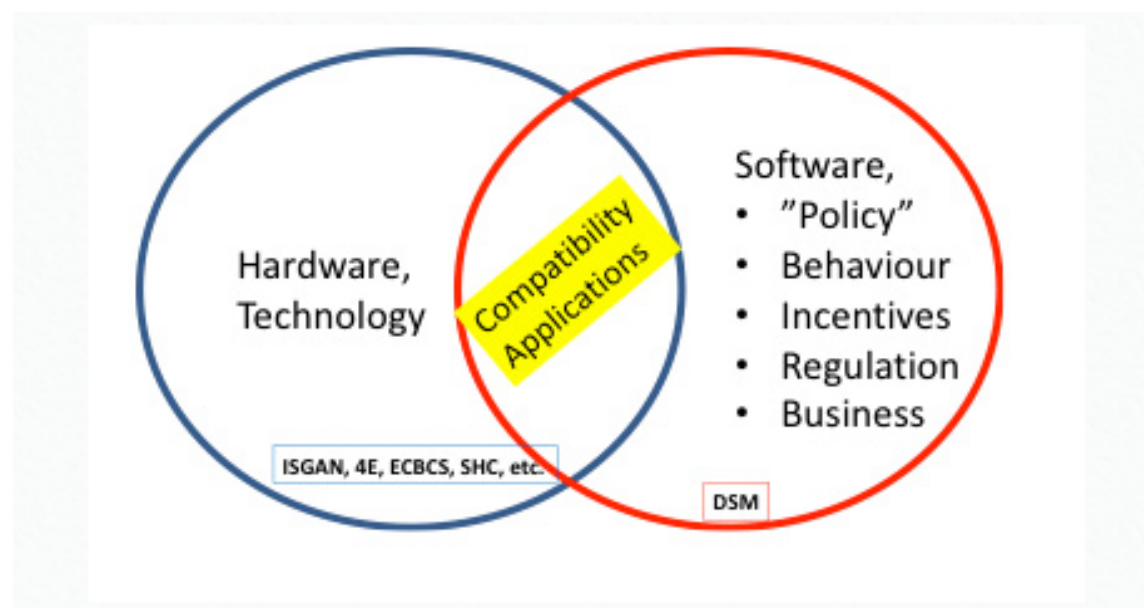 Hardware,
Technology
Compatibility
Applications
Software,
• ”Policy”
• Behaviour
• Incentives
• Regulation
• Business
ISGAN, 4E, ECBCS, SHC, etc.
DSM